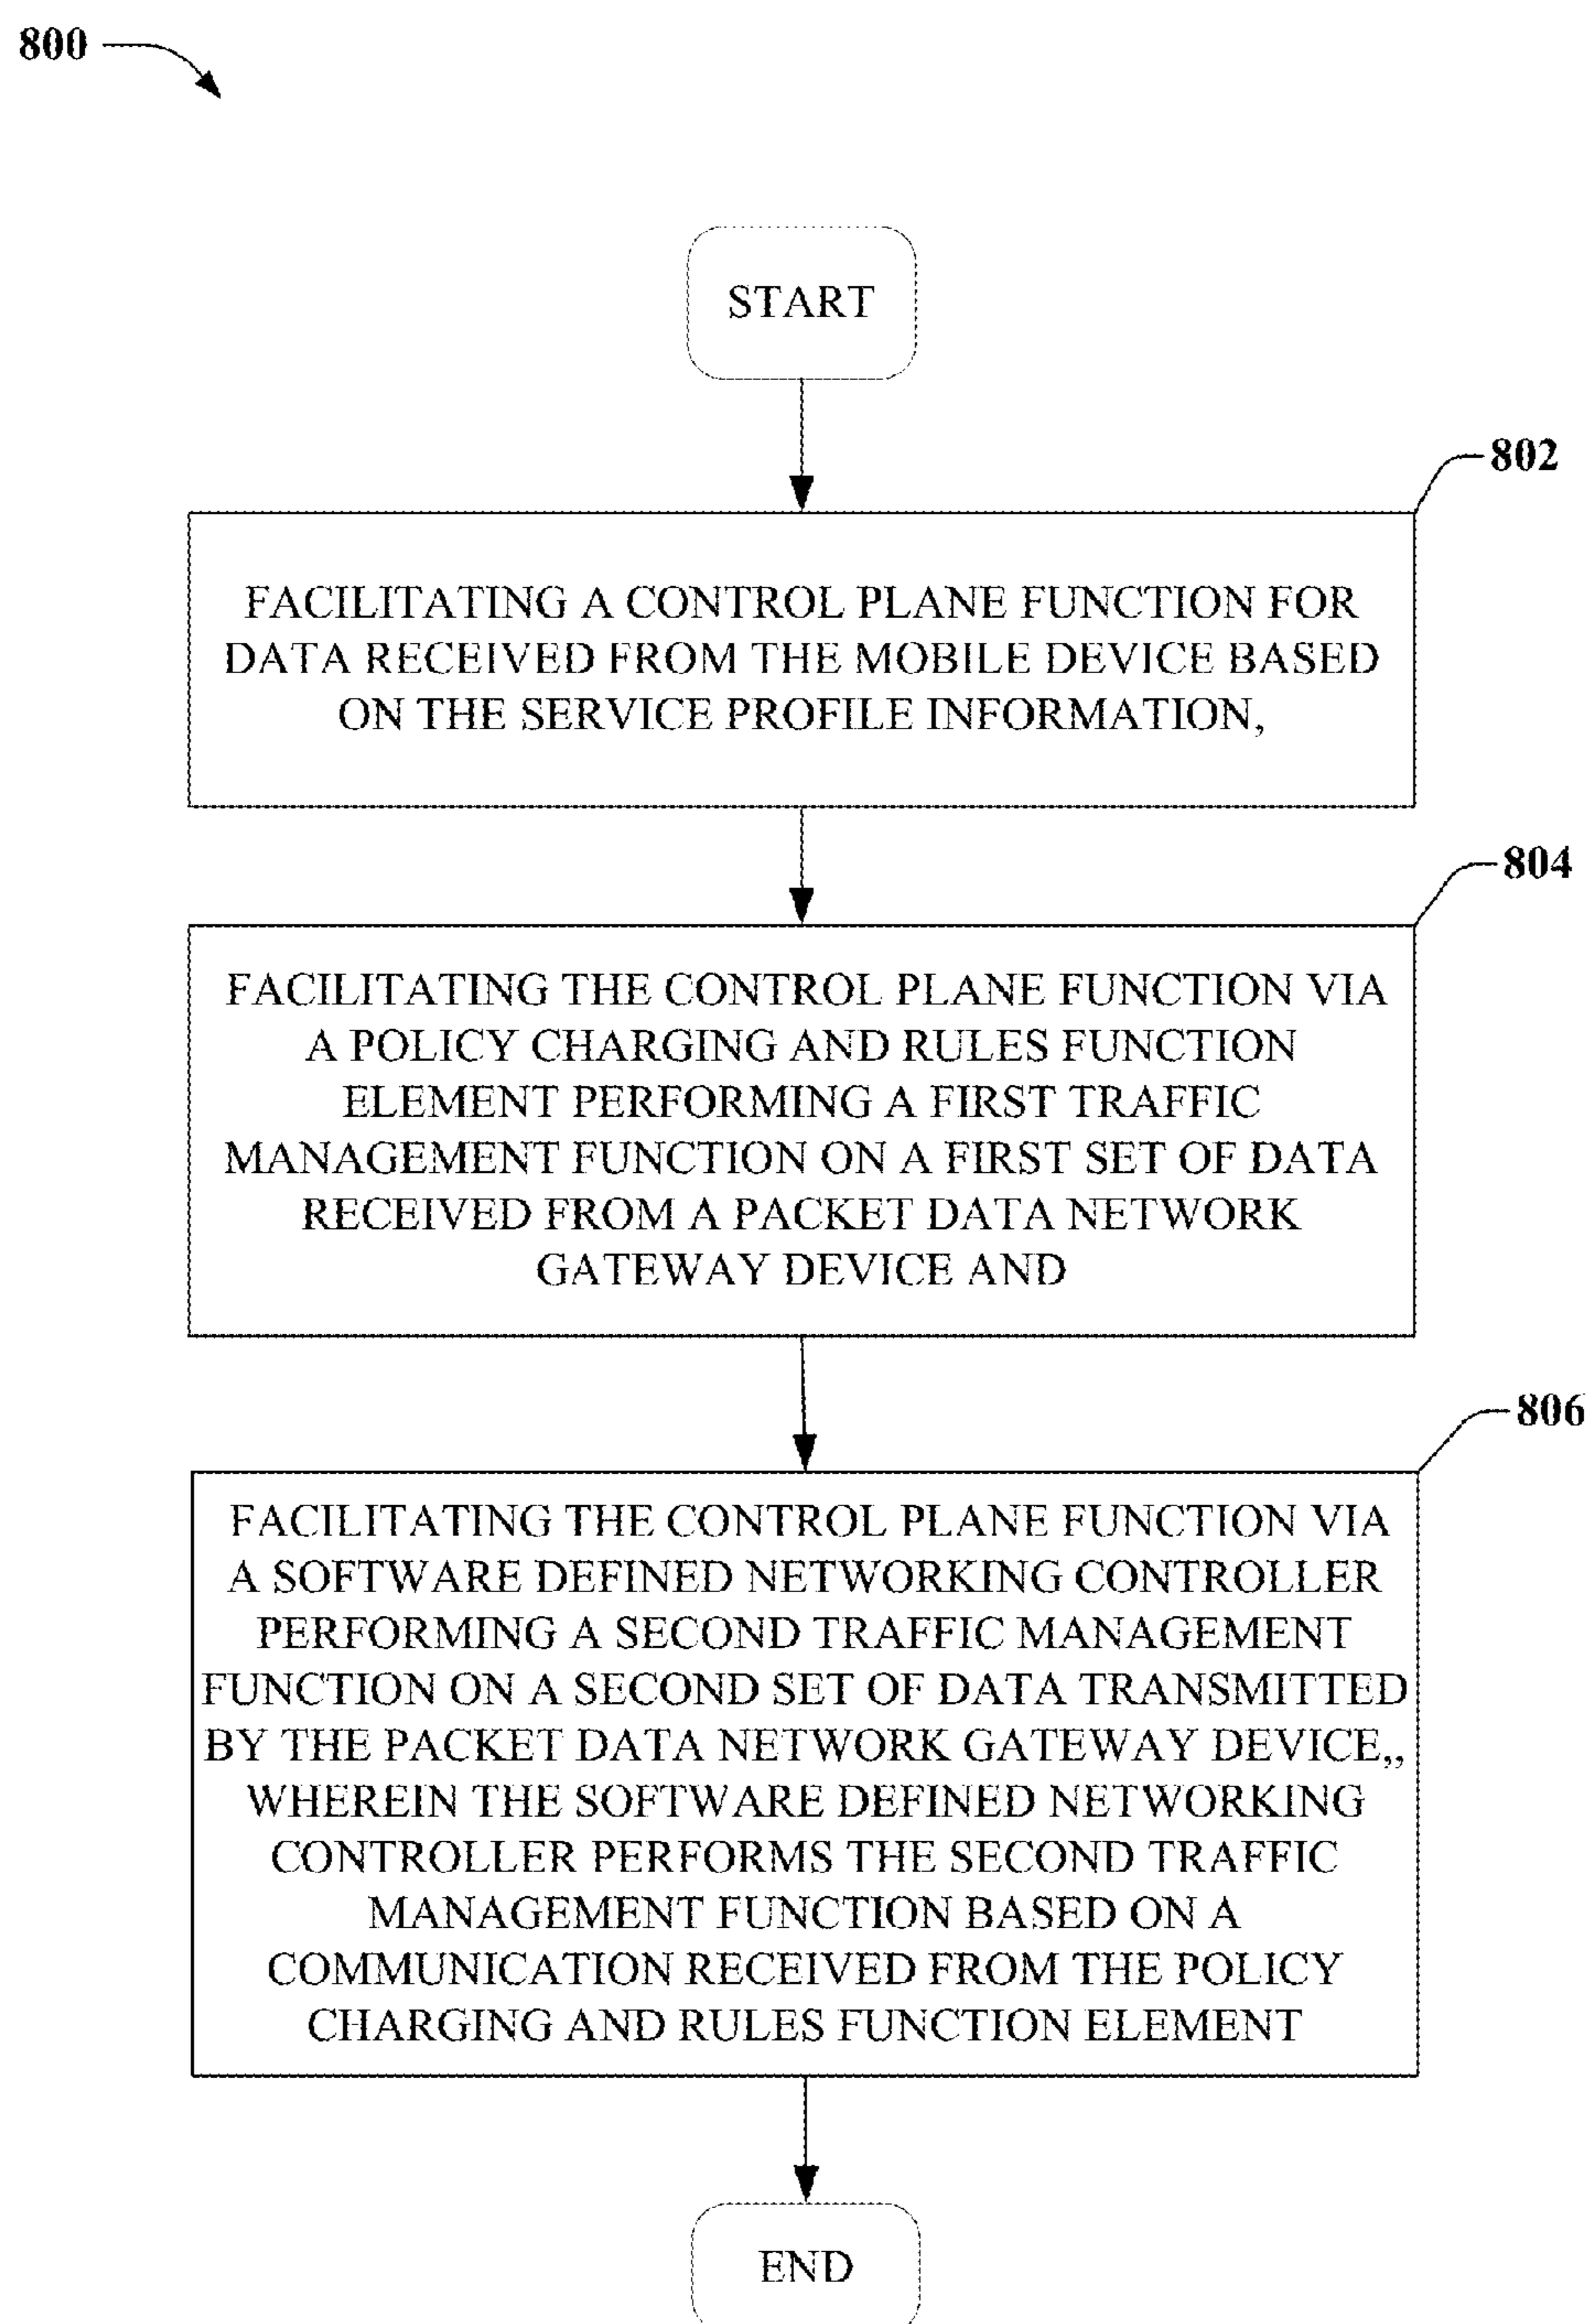 800
START
802
FACILITATING A CONTROL PLANE FUNCTION FOR
DATA RECEIVED FROM THE MOBILE DEVICE BASED
ON THE SERVICE PROFILE INFORMATION,
804
FACILITATING THE CONTROL PLANE FUNCTION VIA
A POLICY CHARGING AND RULES FUNCTION
ELEMENT PERFORMING A FIRST TRAFFIC
MANAGEMENT FUNCTION ON A FIRST SET OF DATA
RECEIVED FROM A PACKET DATA NETWORK
GATEWAY DEVICE AND
806
FACILITATING THE CONTROL PLANE FUNCTION VIA
A SOFTWARE DEFINED NETWORKING CONTROLLER
PERFORMING A SECOND TRAFFIC MANAGEMENT
FUNCTION ON A SECOND SET OF DATA TRANSMITTED
BY THE PACKET DATA NETWORK GATEWAY DEVICE,,
WHEREIN THE SOFTWARE DEFINED NETWORKING
CONTROLLER PERFORMS THE SECOND TRAFFIC
MANAGEMENT FUNCTION BASED ON A
COMMUNICATION RECEIVED FROM THE POLICY
CHARGING AND RULES FUNCTION ELEMENT
END